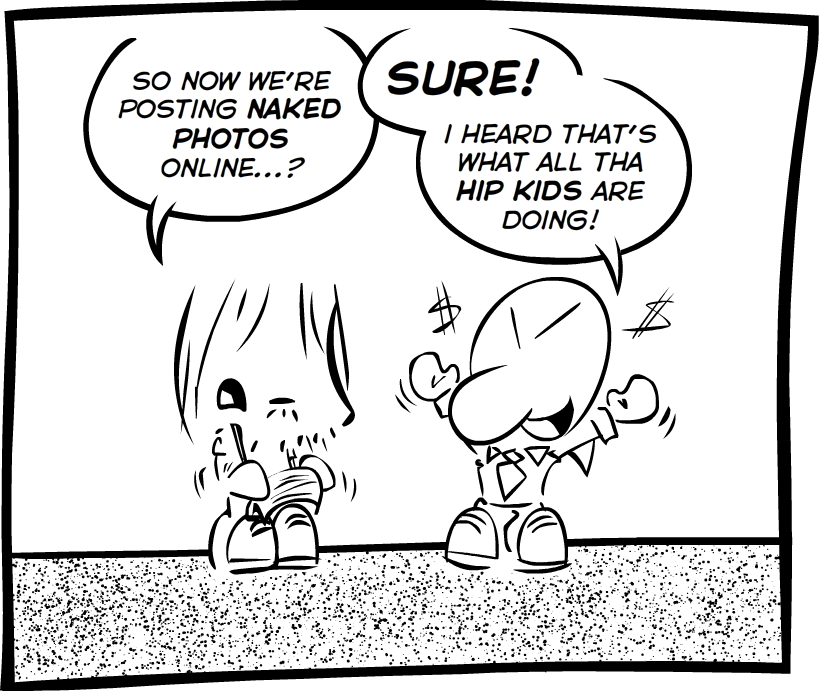 SO NOW WE'RE
POSTING NAKED
PHOTOS
ONLINE...?
SURE!
I HEARD THAT'S
WHAT ALL THA
HIP KIDS ARE
DOING!
$ $